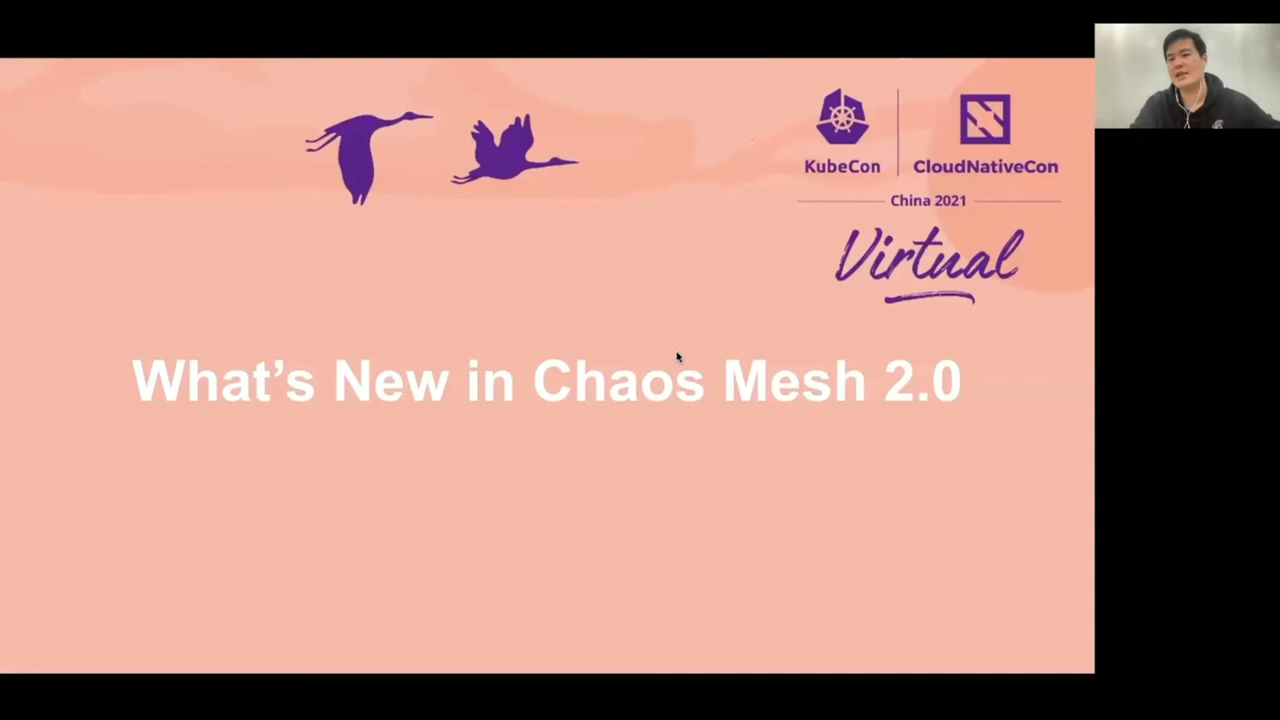 KubeCon
CloudNativeCon
China 2021
Virtual
What's New in Chaos Mesh 2.0